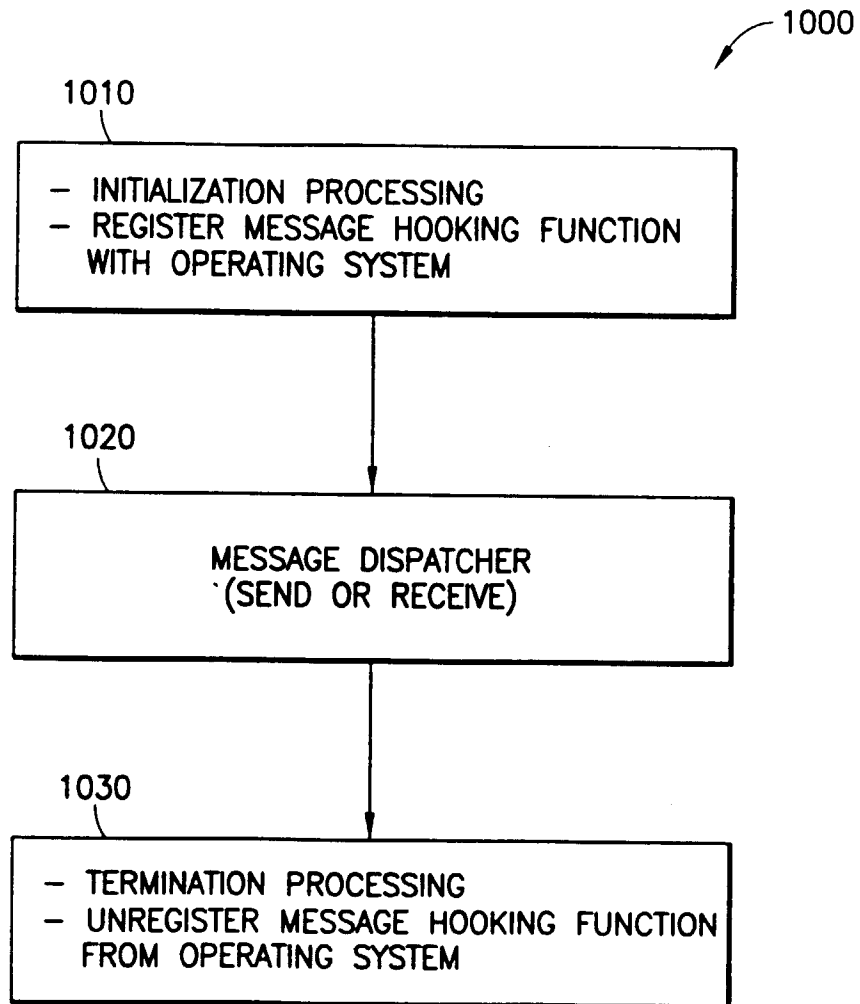 1000
1010
– INITIALIZATION PROCESSING
– REGISTER MESSAGE HOOKING FUNCTION
WITH OPERATING SYSTEM
1020
MESSAGE DISPATCHER
(SEND OR RECEIVE)
1030
– TERMINATION PROCESSING
– UNREGISTER MESSAGE HOOKING FUNCTION
FROM OPERATING SYSTEM